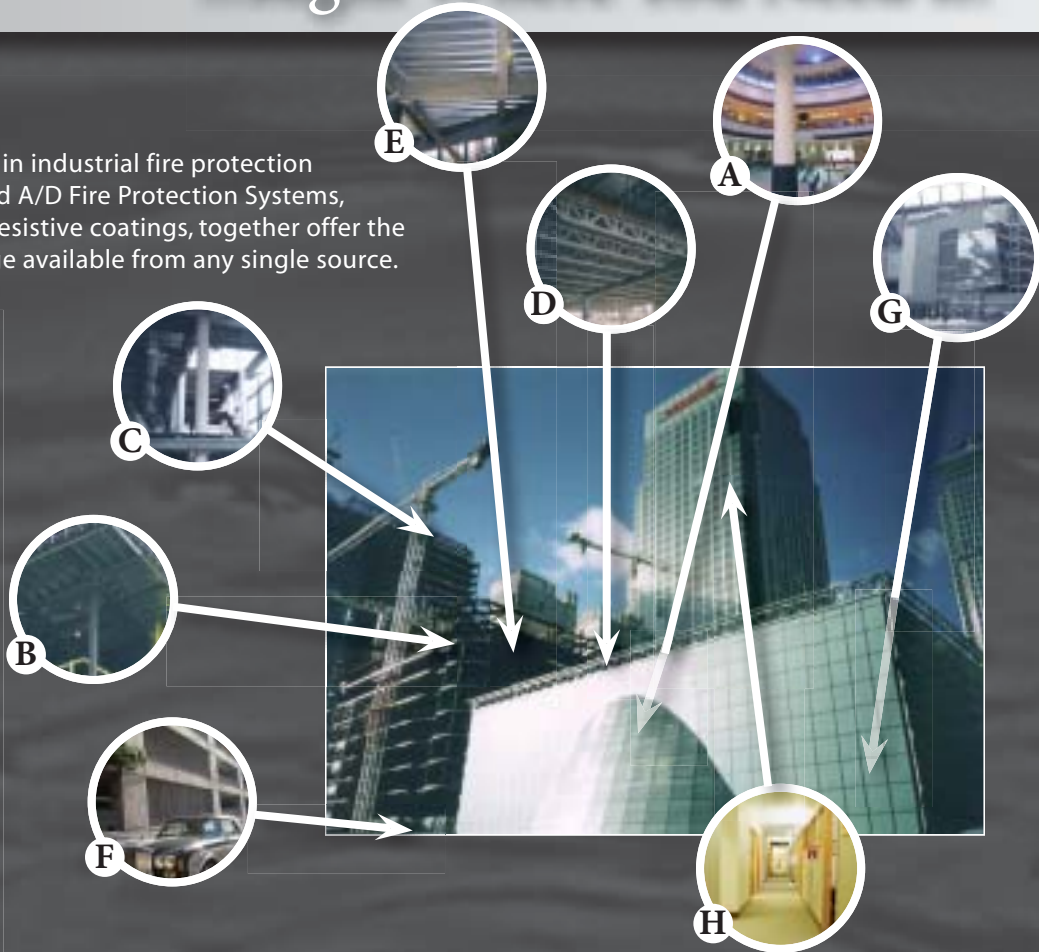 in industrial fire protection
d A/D Fire Protection Systems,
esistive coatings, together offer the
e available from any single source.
E
A
D
G
C
B
F
H